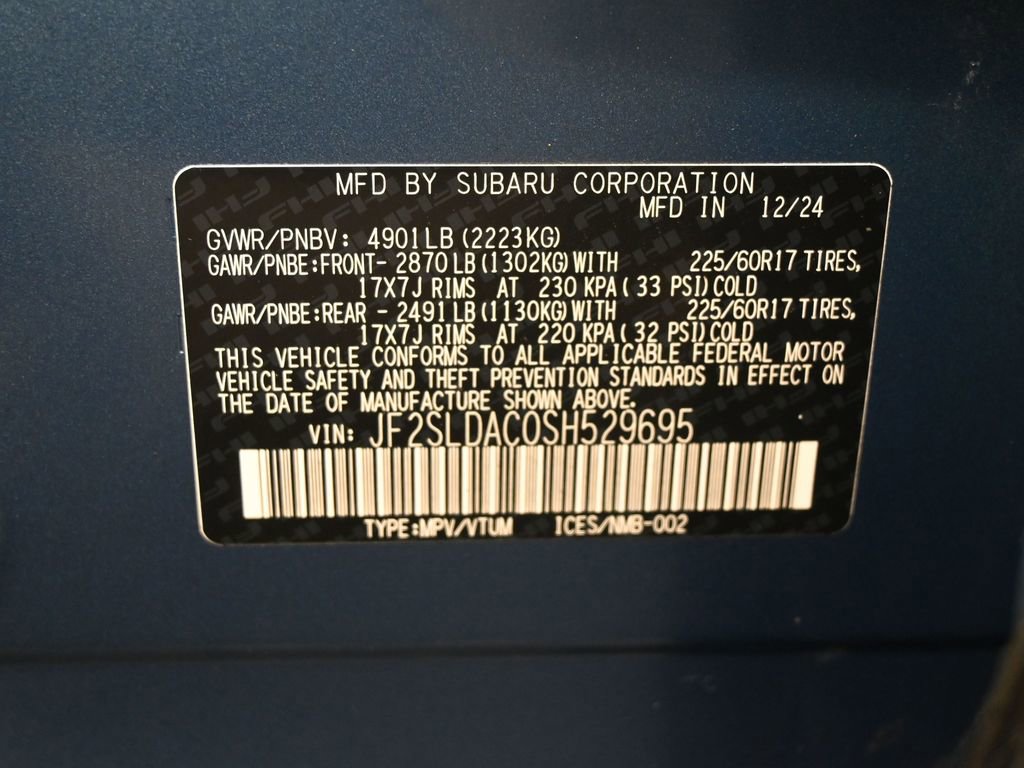 MFD BY SUBARU CORPORATION
MFD IN 12/24
GVWR/PNBV: 4901LB (2223KG)
GAWR/PNBE:FRONT- 2870LB(1302KG)WITH 225/60R17 TIRES,
17X7J RIMS AT 230 KPA( 33 PSI)COLD
GAWR/PNBE:REAR - 2491LB(1130KG)WITH 225/60R17 TIRES,
17X7J RIMS AT 220 KPA( 32 PSI)COLD
THIS VEHICLE CONFORMS TO ALL APPLICABLE FEDERAL MOTOR
VEHICLE SAFETY AND THEFT PREVENTION STANDARDS IN EFFECT ON
THE DATE OF MANUFACTURE SHOWN ABOVE.
VIN: JF2SLDAC0SH529695
TYPE:MPV/VTUM ICES/NMB-002